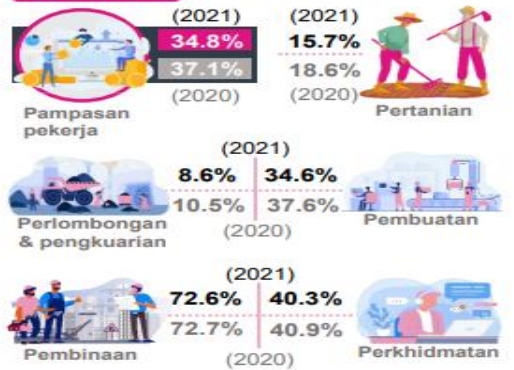 (2021) (2021)
34.8% 15.7%
37.1% 18.6%
(2020) (2020)
Pampasan
pekerja
Pertanian
(2021)
8.6% 34.6%
10.5% 37.6%
(2020)
Perlombongan
& pengkuarian
Pembuatan
(2021)
72.6% 40.3%
72.7% 40.9%
(2020)
Pembinaan
Perkhidmatan